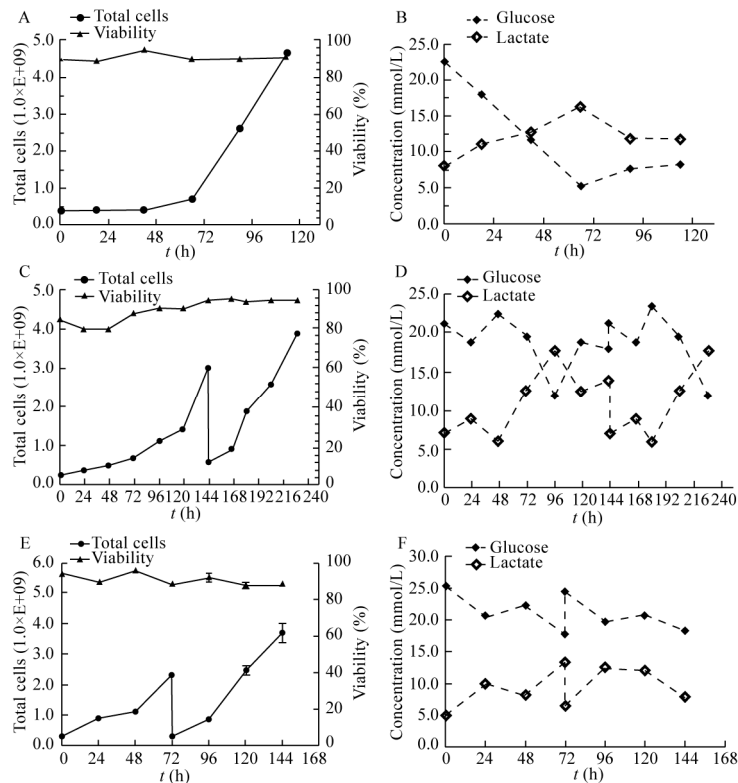 A
Total cells
Viability
Total cells (1.0×E+09)
5.0
4.0
3.0
2.0
1.0
0.0
100
80
60
40
20
0
Viability (%)
0 24 48 72 96 120
t (h)
B
Glucose
Lactate
Concentration (mmol/L)
25.0
20.0
15.0
10.0
5.0
0.0
0 24 48 72 96 120
t (h)
C
Total cells
Viability
Total cells (1.0×E+09)
5.0
4.0
3.0
2.0
1.0
0.0
100
80
60
40
20
0
Viability (%)
0 24 48 72 96 120 144 168 192 216 240
t (h)
D
Glucose
Lactate
Concentration (mmol/L)
25.0
20.0
15.0
10.0
5.0
0.0
0 24 48 72 96 120 144 168 192 216 240
t (h)
E
Total cells
Viability
Total cells (1.0×E+09)
6.0
5.0
4.0
3.0
2.0
1.0
0.0
100
80
60
40
20
0
Viability (%)
0 24 48 72 96 120 144 168
t (h)
F
Glucose
Lactate
Concentration (mmol/L)
30.0
25.0
20.0
15.0
10.0
5.0
0.0
0 24 48 72 96 120 144 168
t (h)